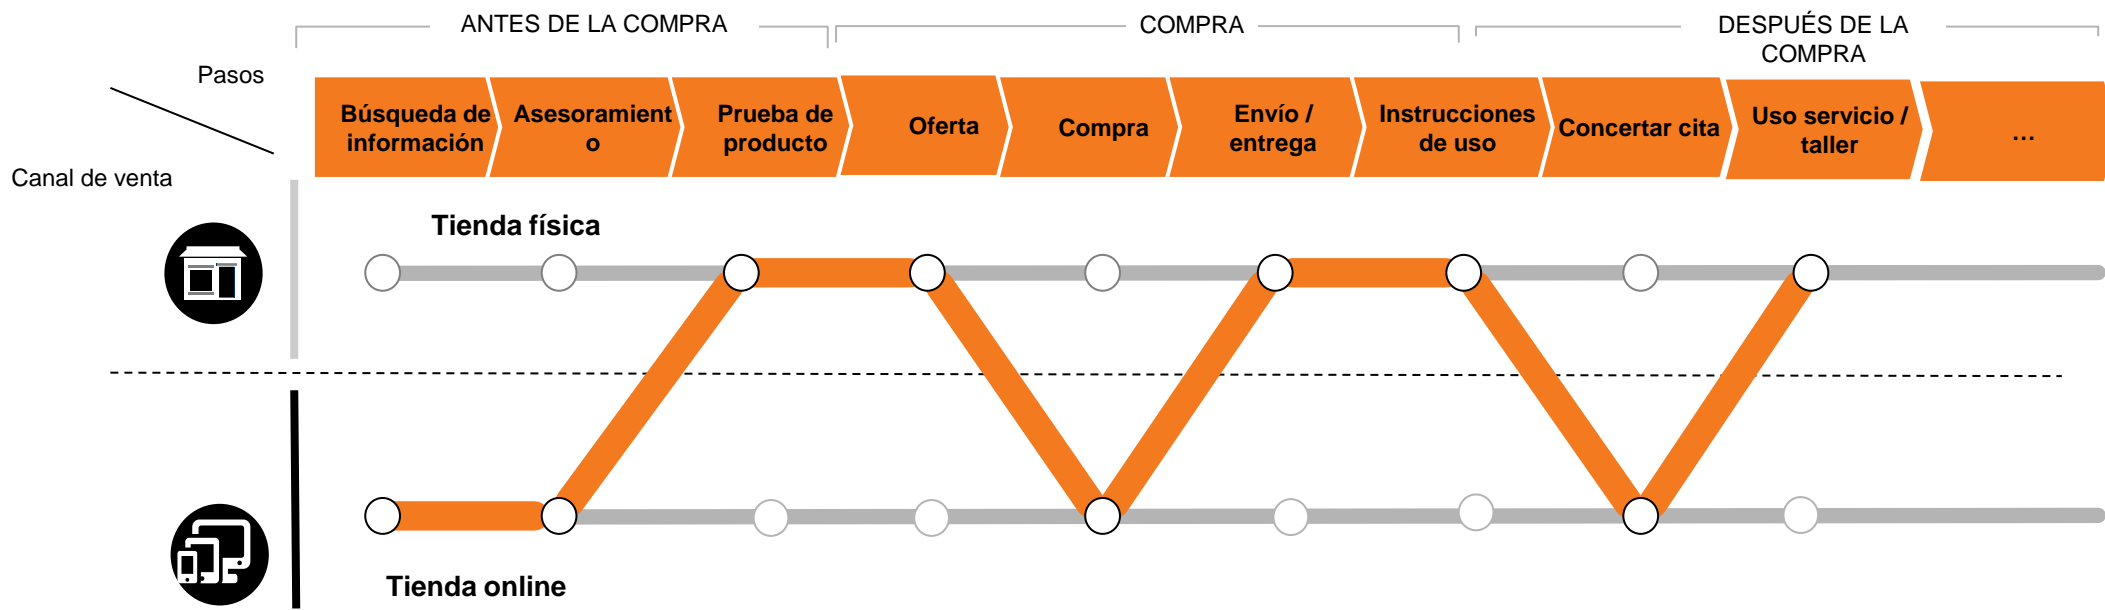 ANTES DE LA COMPRA
COMPRA
DESPUÉS DE LA
COMPRA
Pasos
Canal de venta
Búsqueda de
información
Asesoramient
o
Prueba de
producto
Oferta
Compra
Envío /
entrega
Instrucciones
de uso
Concertar cita
Uso servicio /
taller
...
Tienda física
Tienda online